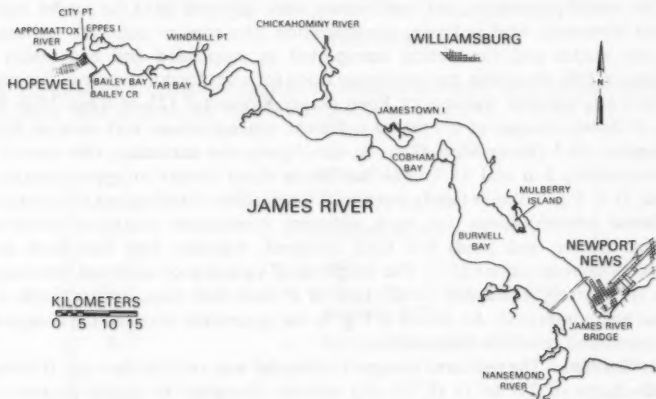 CITY PT
EPPES I
APPOMATTOX
RIVER
HOPEWELL
BAILEY BAY
BAILEY CR
TAR BAY
WINDMILL PT
CHICKAHOMINY RIVER
WILLIAMSBURG
JAMESTOWN I
COBHAM
BAY
JAMES RIVER
MULBERRY
ISLAND
BURWELL
BAY
NEWPORT
NEWS
KILOMETERS
0 5 10 15
JAMES RIVER
BRIDGE
NANSEMOND
RIVER